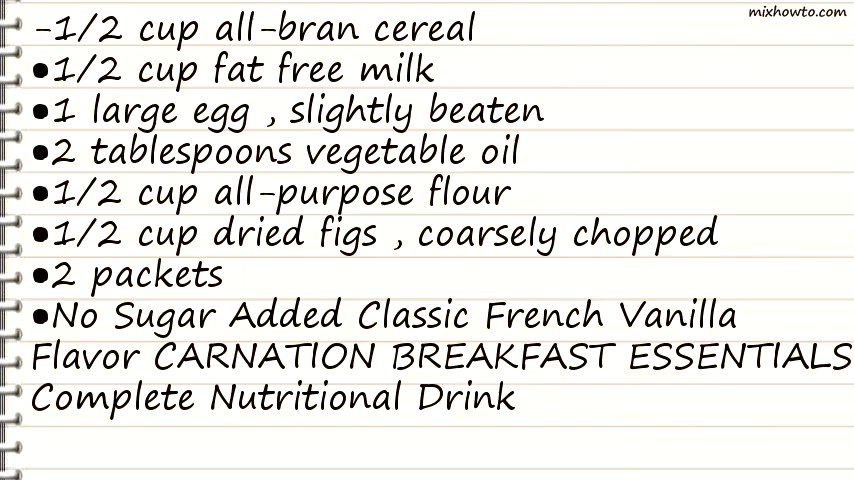 mixhowto.com
-1/2 cup all-bran cereal
●1/2 cup fat free milk
●1 large egg , slightly beaten
●2 tablespoons vegetable oil
●1/2 cup all-purpose flour
●1/2 cup dried figs , coarsely chopped
●2 packets
●No Sugar Added Classic French Vanilla
Flavor CARNATION BREAKFAST ESSENTIALS
Complete Nutritional Drink